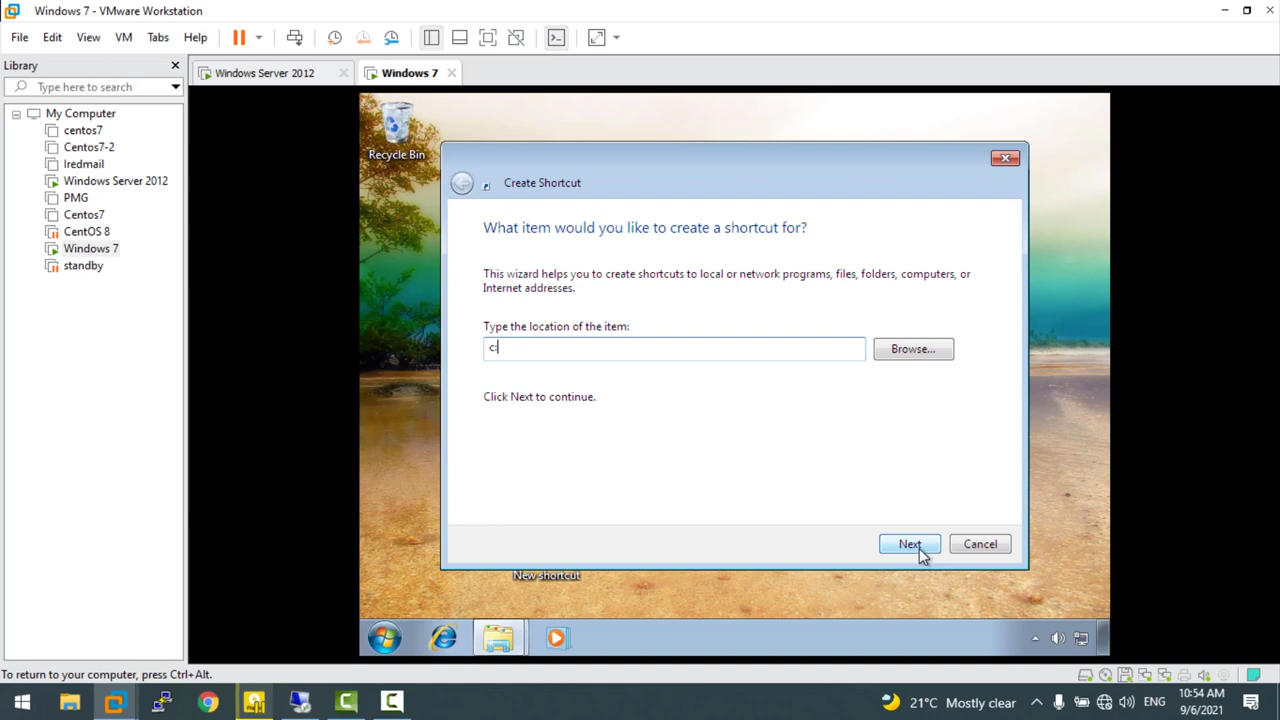 Windows 7 - VMware Workstation
File Edit View VM Tabs Help
Library
Type here to search
My Computer
centos7
Centos7-2
Iredmail
Windows Server 2012
PMG
Centos7
CentOS 8
Windows 7
standby
Windows Server 2012
Windows 7
Recycle Bin
Create Shortcut
What item would you like to create a shortcut for?
This wizard helps you to create shortcuts to local or network programs, files, folders, computers, or
Internet addresses.
Type the location of the item:
c:
Browse...
Click Next to continue.
Next Cancel
New shortcut
To return to your computer, press Ctrl+Alt.
21°C Mostly clear
ENG
10:54 AM
9/6/2021